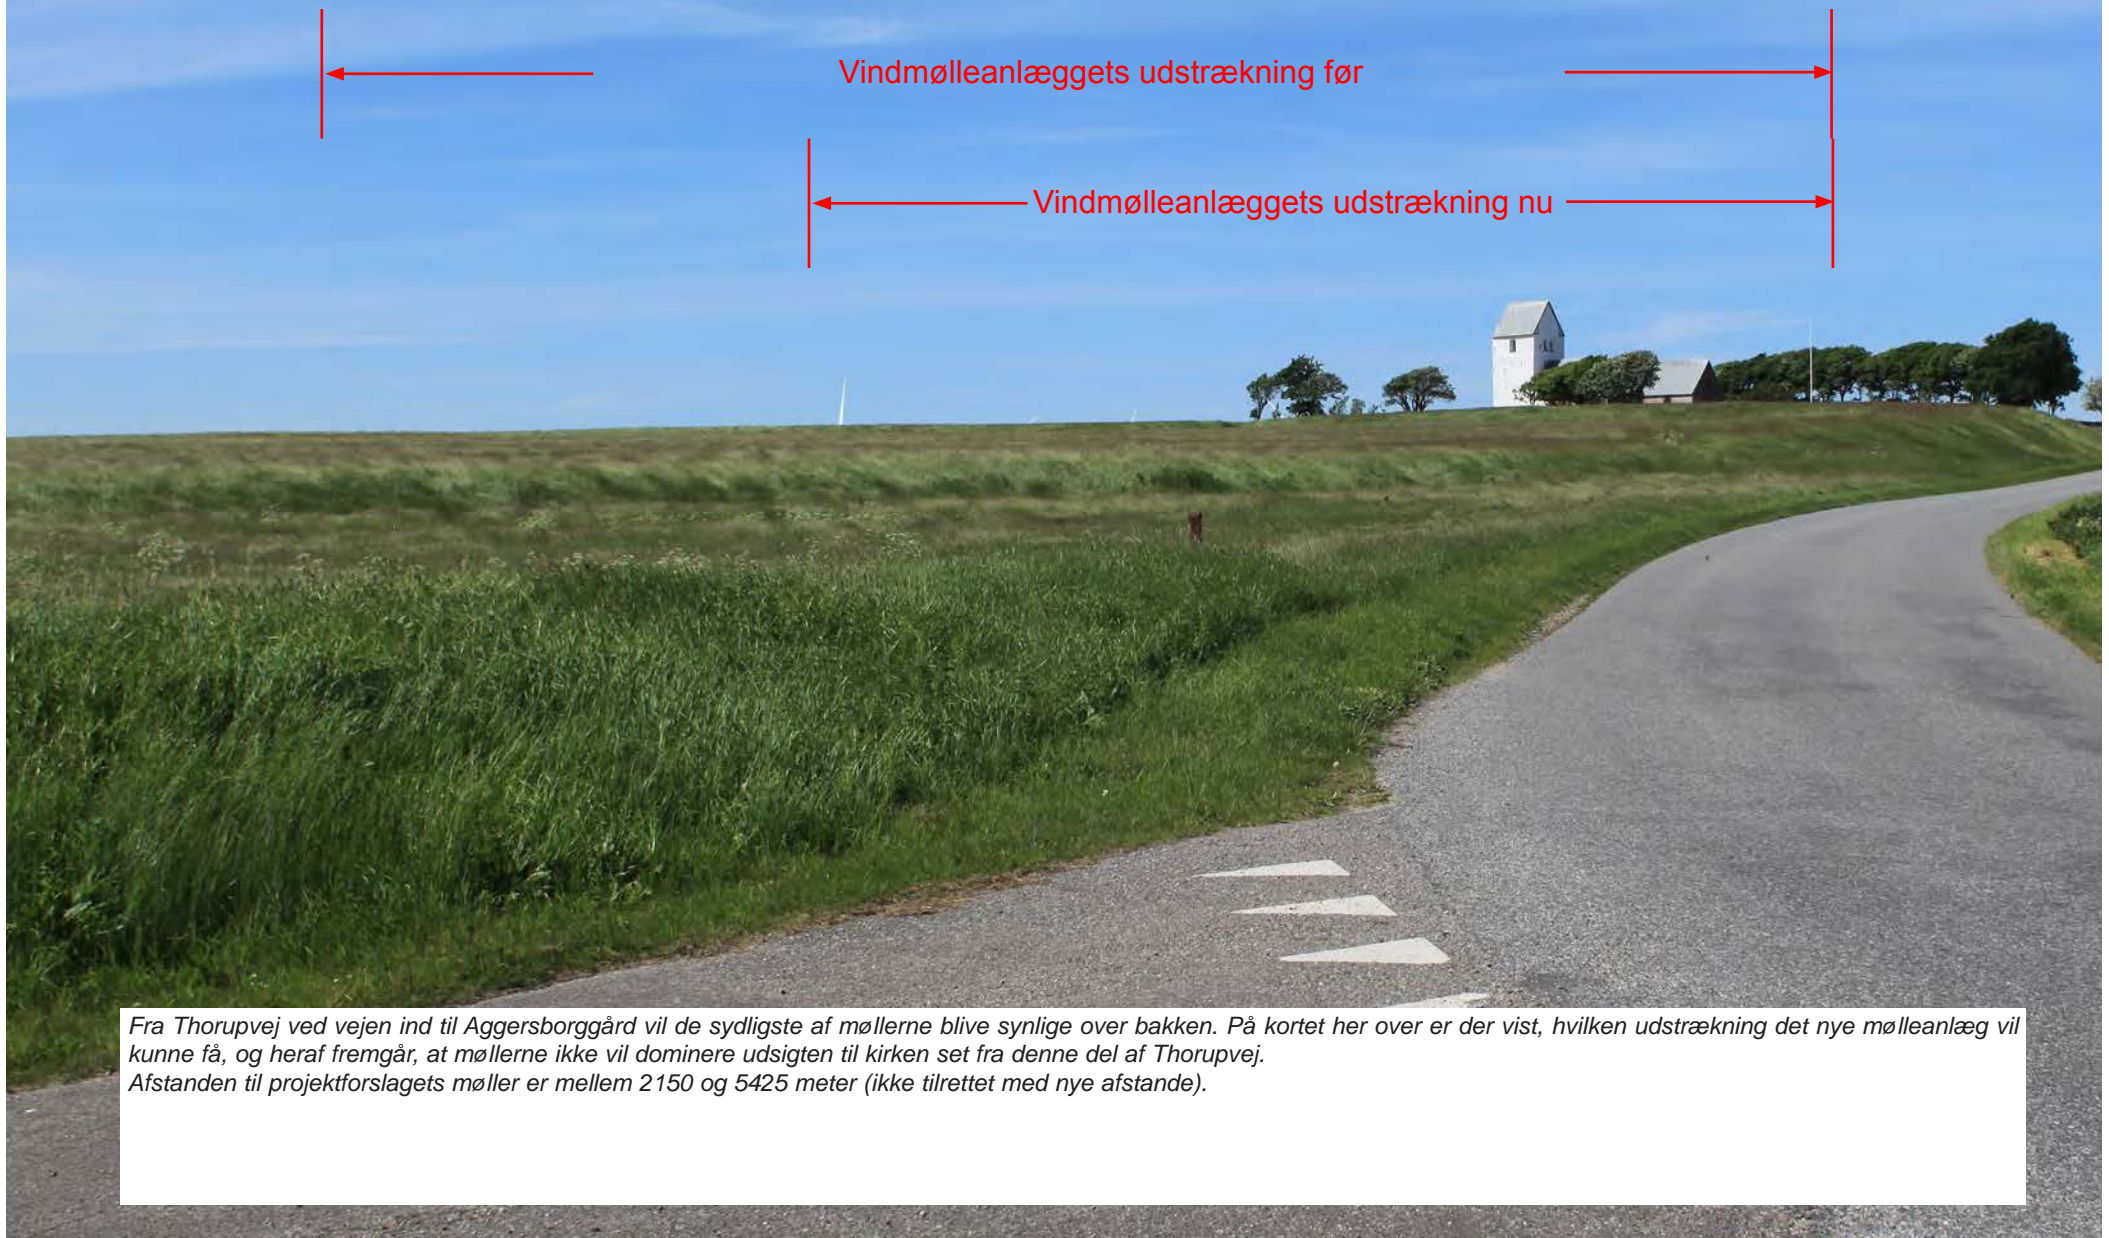 Vindmølleanlæggets udstrækning før
Vindmølleanlæggets udstrækning nu
Fra Thorupvej ved vejen ind til Aggersborggård vil de sydligste af møllerne blive synlige over bakken. På kortet her over er der vist, hvilken udstrækning det nye mølleanlæg vil
kunne få, og heraf fremgår, at møllerne ikke vil dominere udsigten til kirken set fra denne del af Thorupvej.
Afstanden til projektforslagets møller er mellem 2150 og 5425 meter (ikke tilrettet med nye afstande).